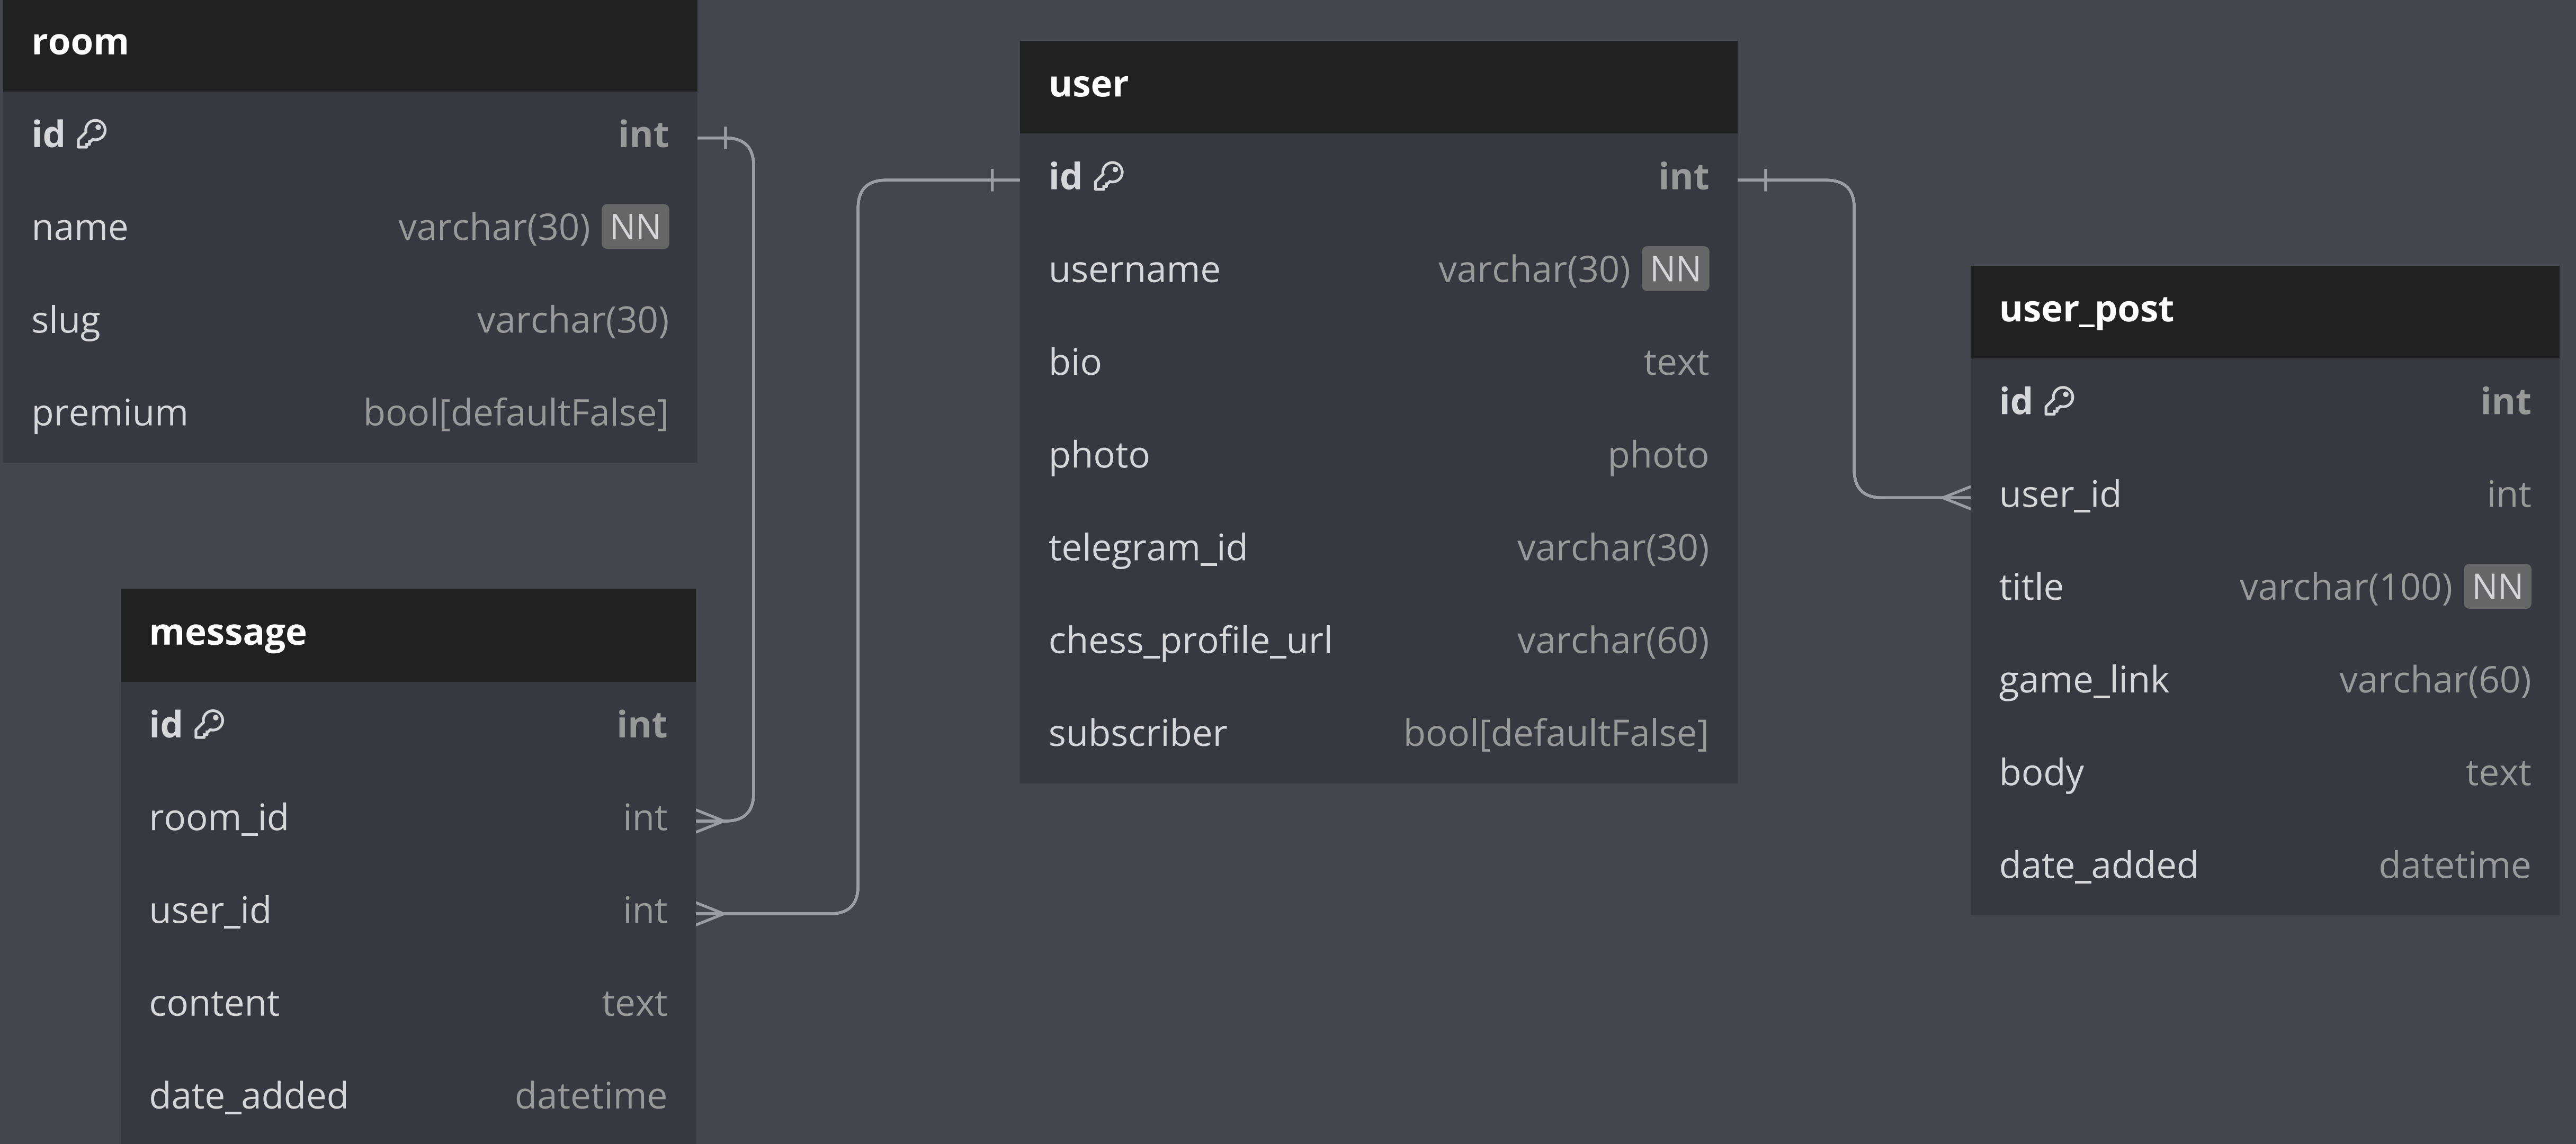 room
id int
name varchar(30) NN
slug varchar(30)
premium bool[defaultFalse]
message
id int
room_id int
user_id int
content text
date_added datetime
user
id int
username varchar(30) NN
bio text
photo photo
telegram_id varchar(30)
chess_profile_url varchar(60)
subscriber bool[defaultFalse]
user_post
id int
user_id int
title varchar(100) NN
game_link varchar(60)
body text
date_added datetime